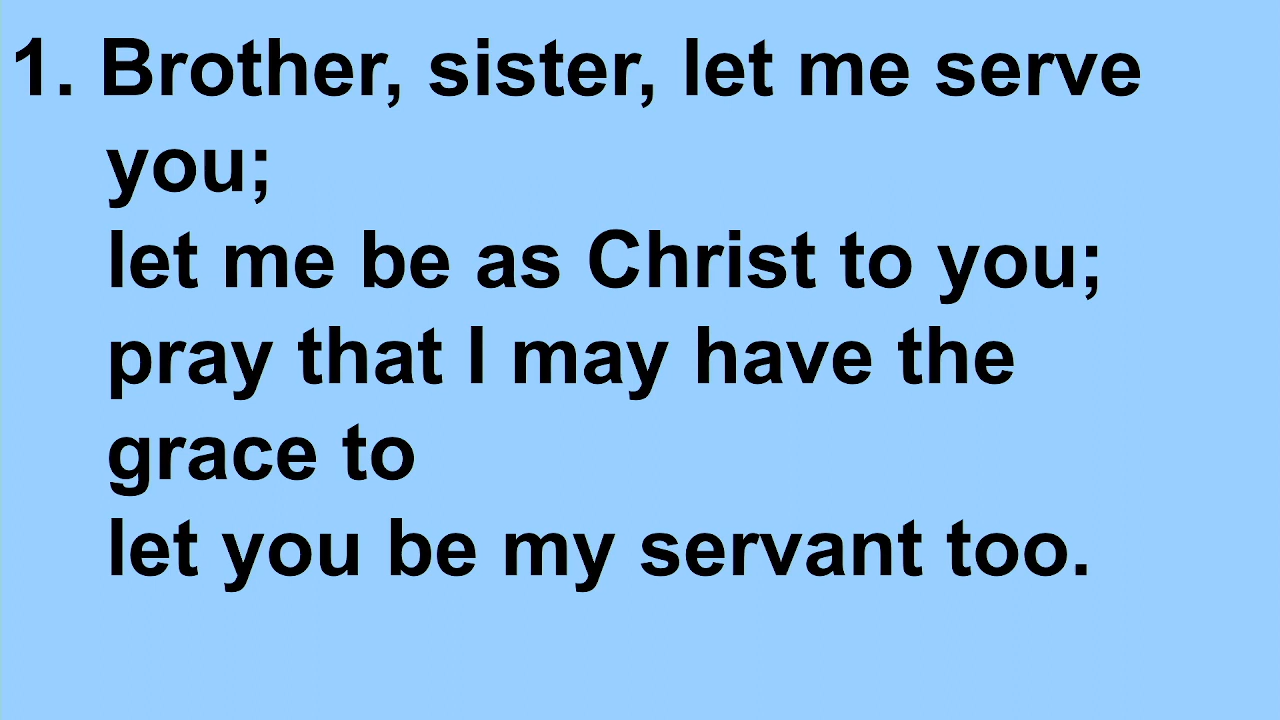 1. Brother, sister, let me serve
you;
let me be as Christ to you;
pray that I may have the
grace to
let you be my servant too.